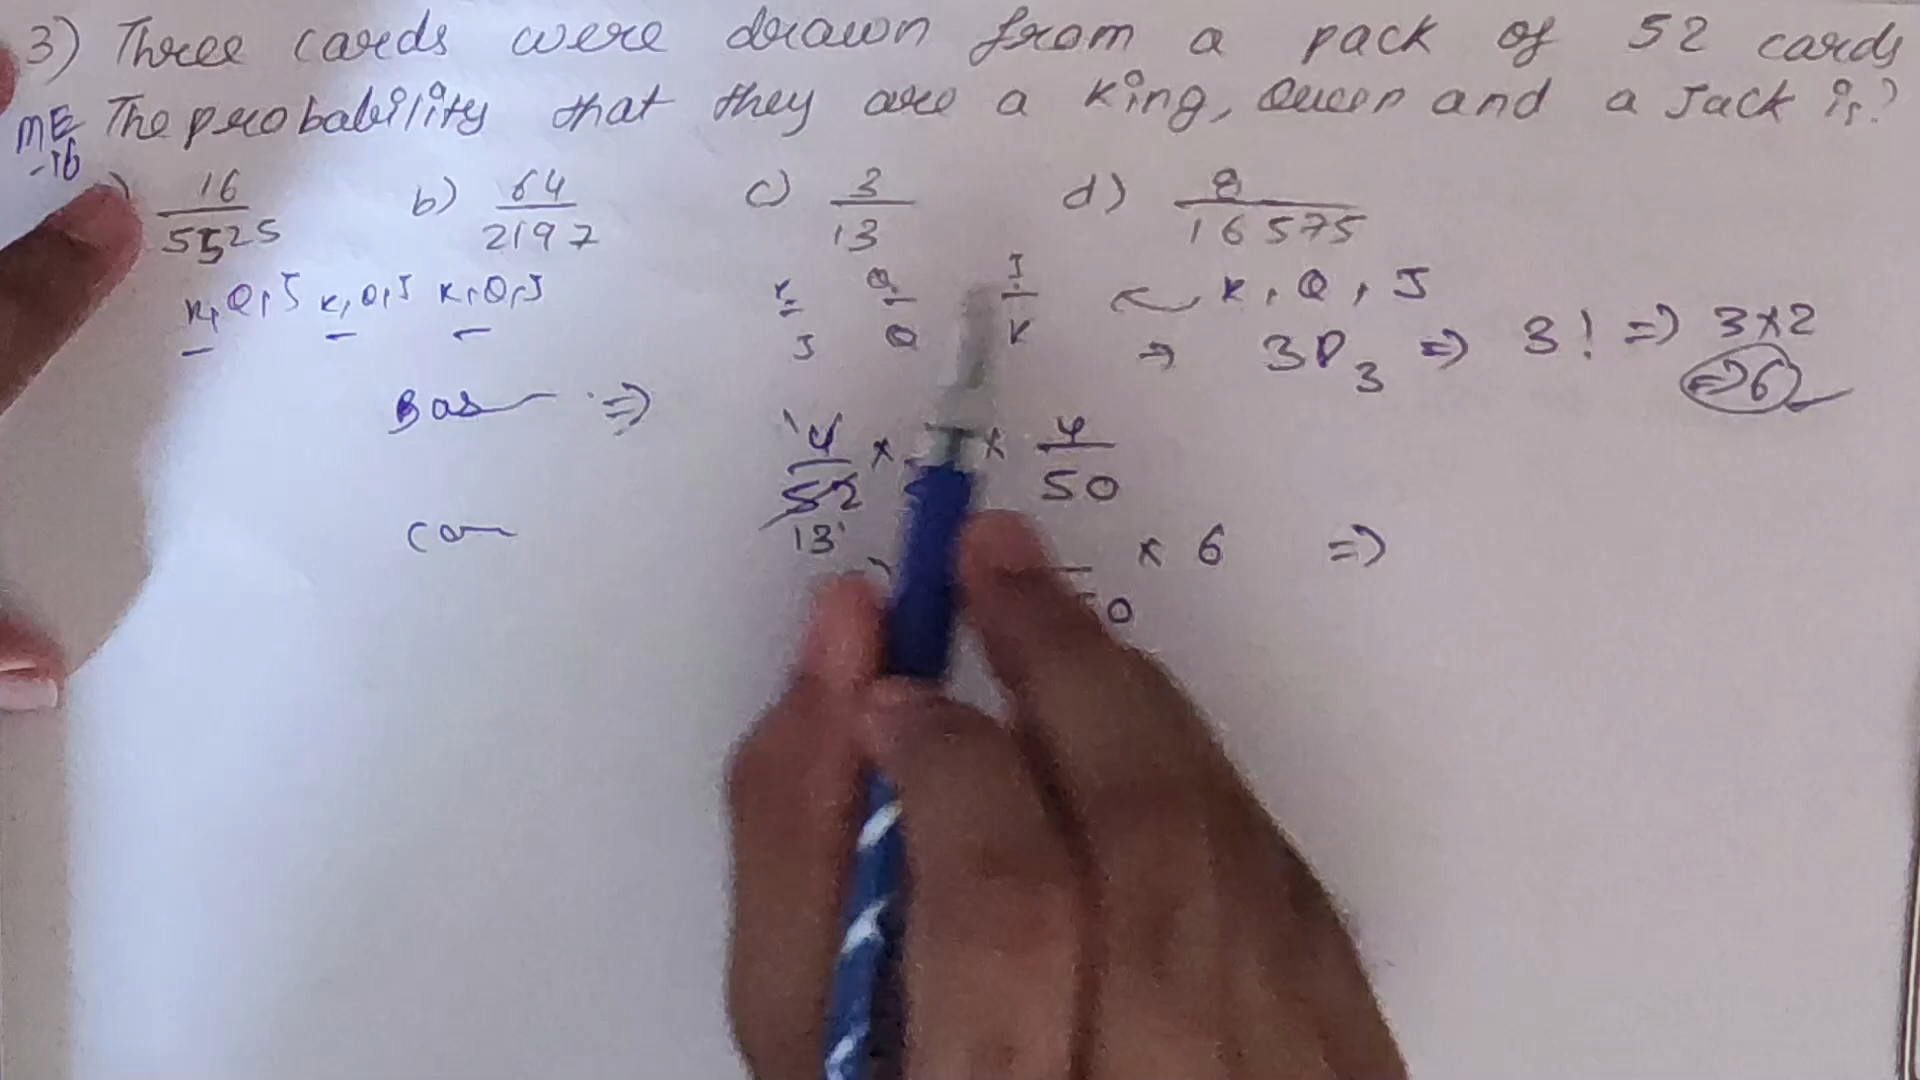 3) Three cards were drawn from a pack of 52 cards
ME The probability that they are a King, Queen and a Jack is?
-16
) 16/5525 b) 64/2197 c) 3/13 d) 8/16575
K, Q, J K, Q, J K, Q, J K Q J ← K, Q, J
J Q K ⇒ 3P3 ⇒ 3! ⇒ 3×2
⇒ 6
⇒ 4/52 × × 4/50
13
× 6 ⇒
50